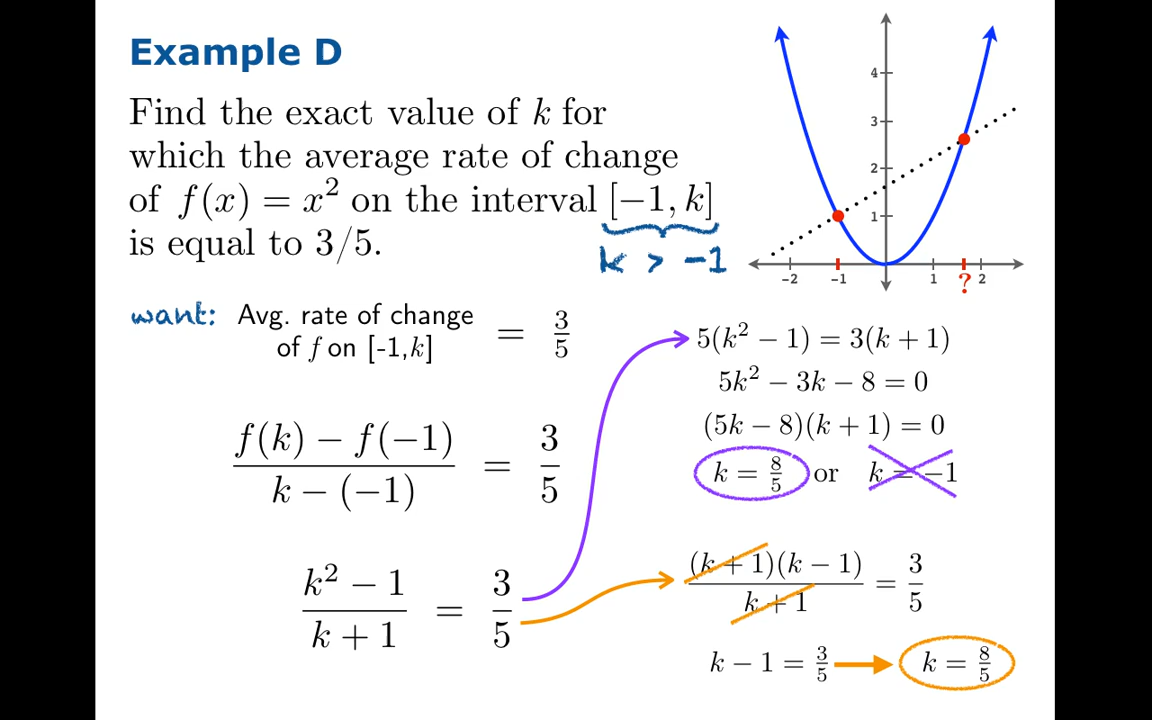 Example D
Find the exact value of k for
which the average rate of change
of f(x) = x² on the interval [−1, k]
is equal to 3/5.
k > −1
4
3
2
1
-2 -1 1 ? 2
want: Avg. rate of change
of f on [-1,k] = 3/5
(f(k) − f(−1))/(k − (−1)) = 3/5
(k² − 1)/(k + 1) = 3/5
5(k² − 1) = 3(k + 1)
5k² − 3k − 8 = 0
(5k − 8)(k + 1) = 0
k = 8/5 or k = −1
((k + 1)(k − 1))/(k + 1) = 3/5
k − 1 = 3/5 → k = 8/5